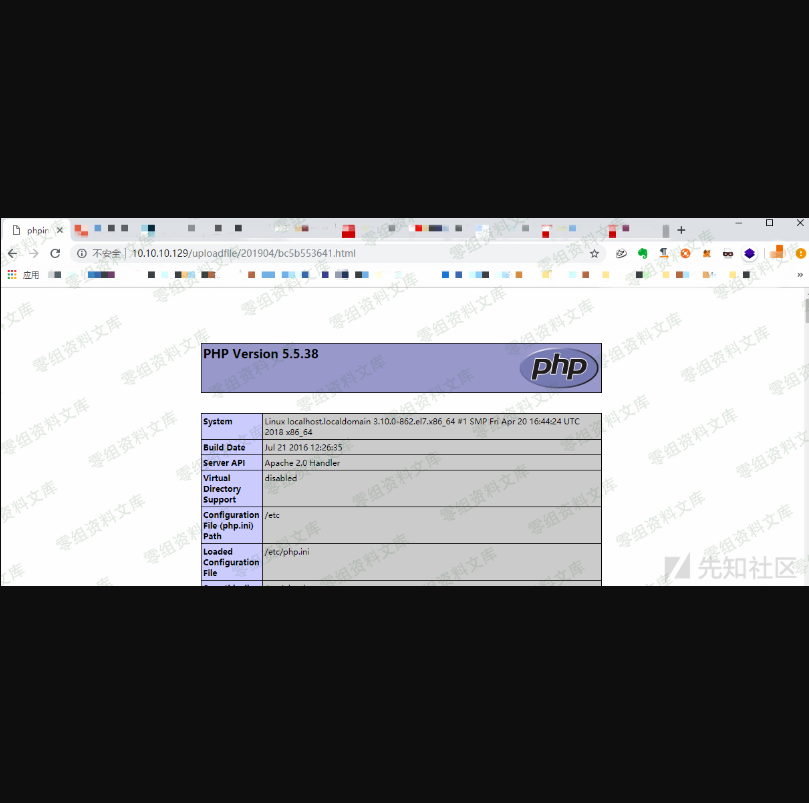 phpin
不安全 10.10.10.129/uploadfile/201904/bc5b553641.html
应用
PHP Version 5.5.38
php
System Linux localhost.localdomain 3.10.0-862.el7.x86_64 #1 SMP Fri Apr 20 16:44:24 UTC
2018 x86_64
Build Date Jul 21 2016 12:26:35
Server API Apache 2.0 Handler
Virtual disabled
Directory
Support
Configuration /etc
File (php.ini)
Path
Loaded /etc/php.ini
Configuration
File
零组资料文库
先知社区